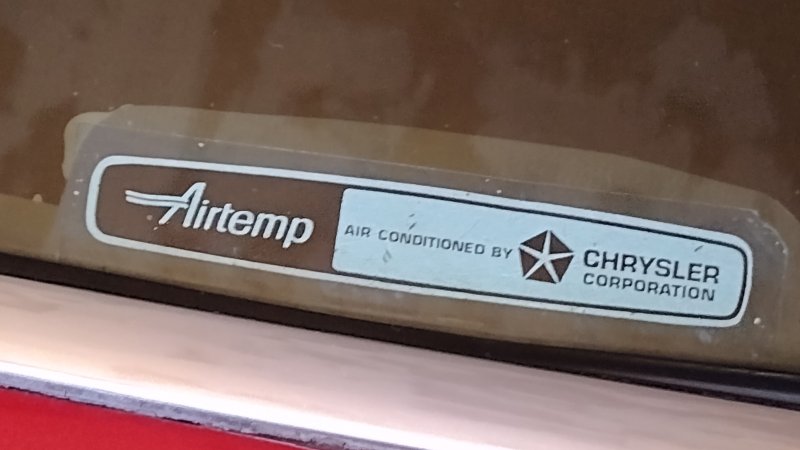 Airtemp
AIR CONDITIONED BY
CHRYSLER
CORPORATION